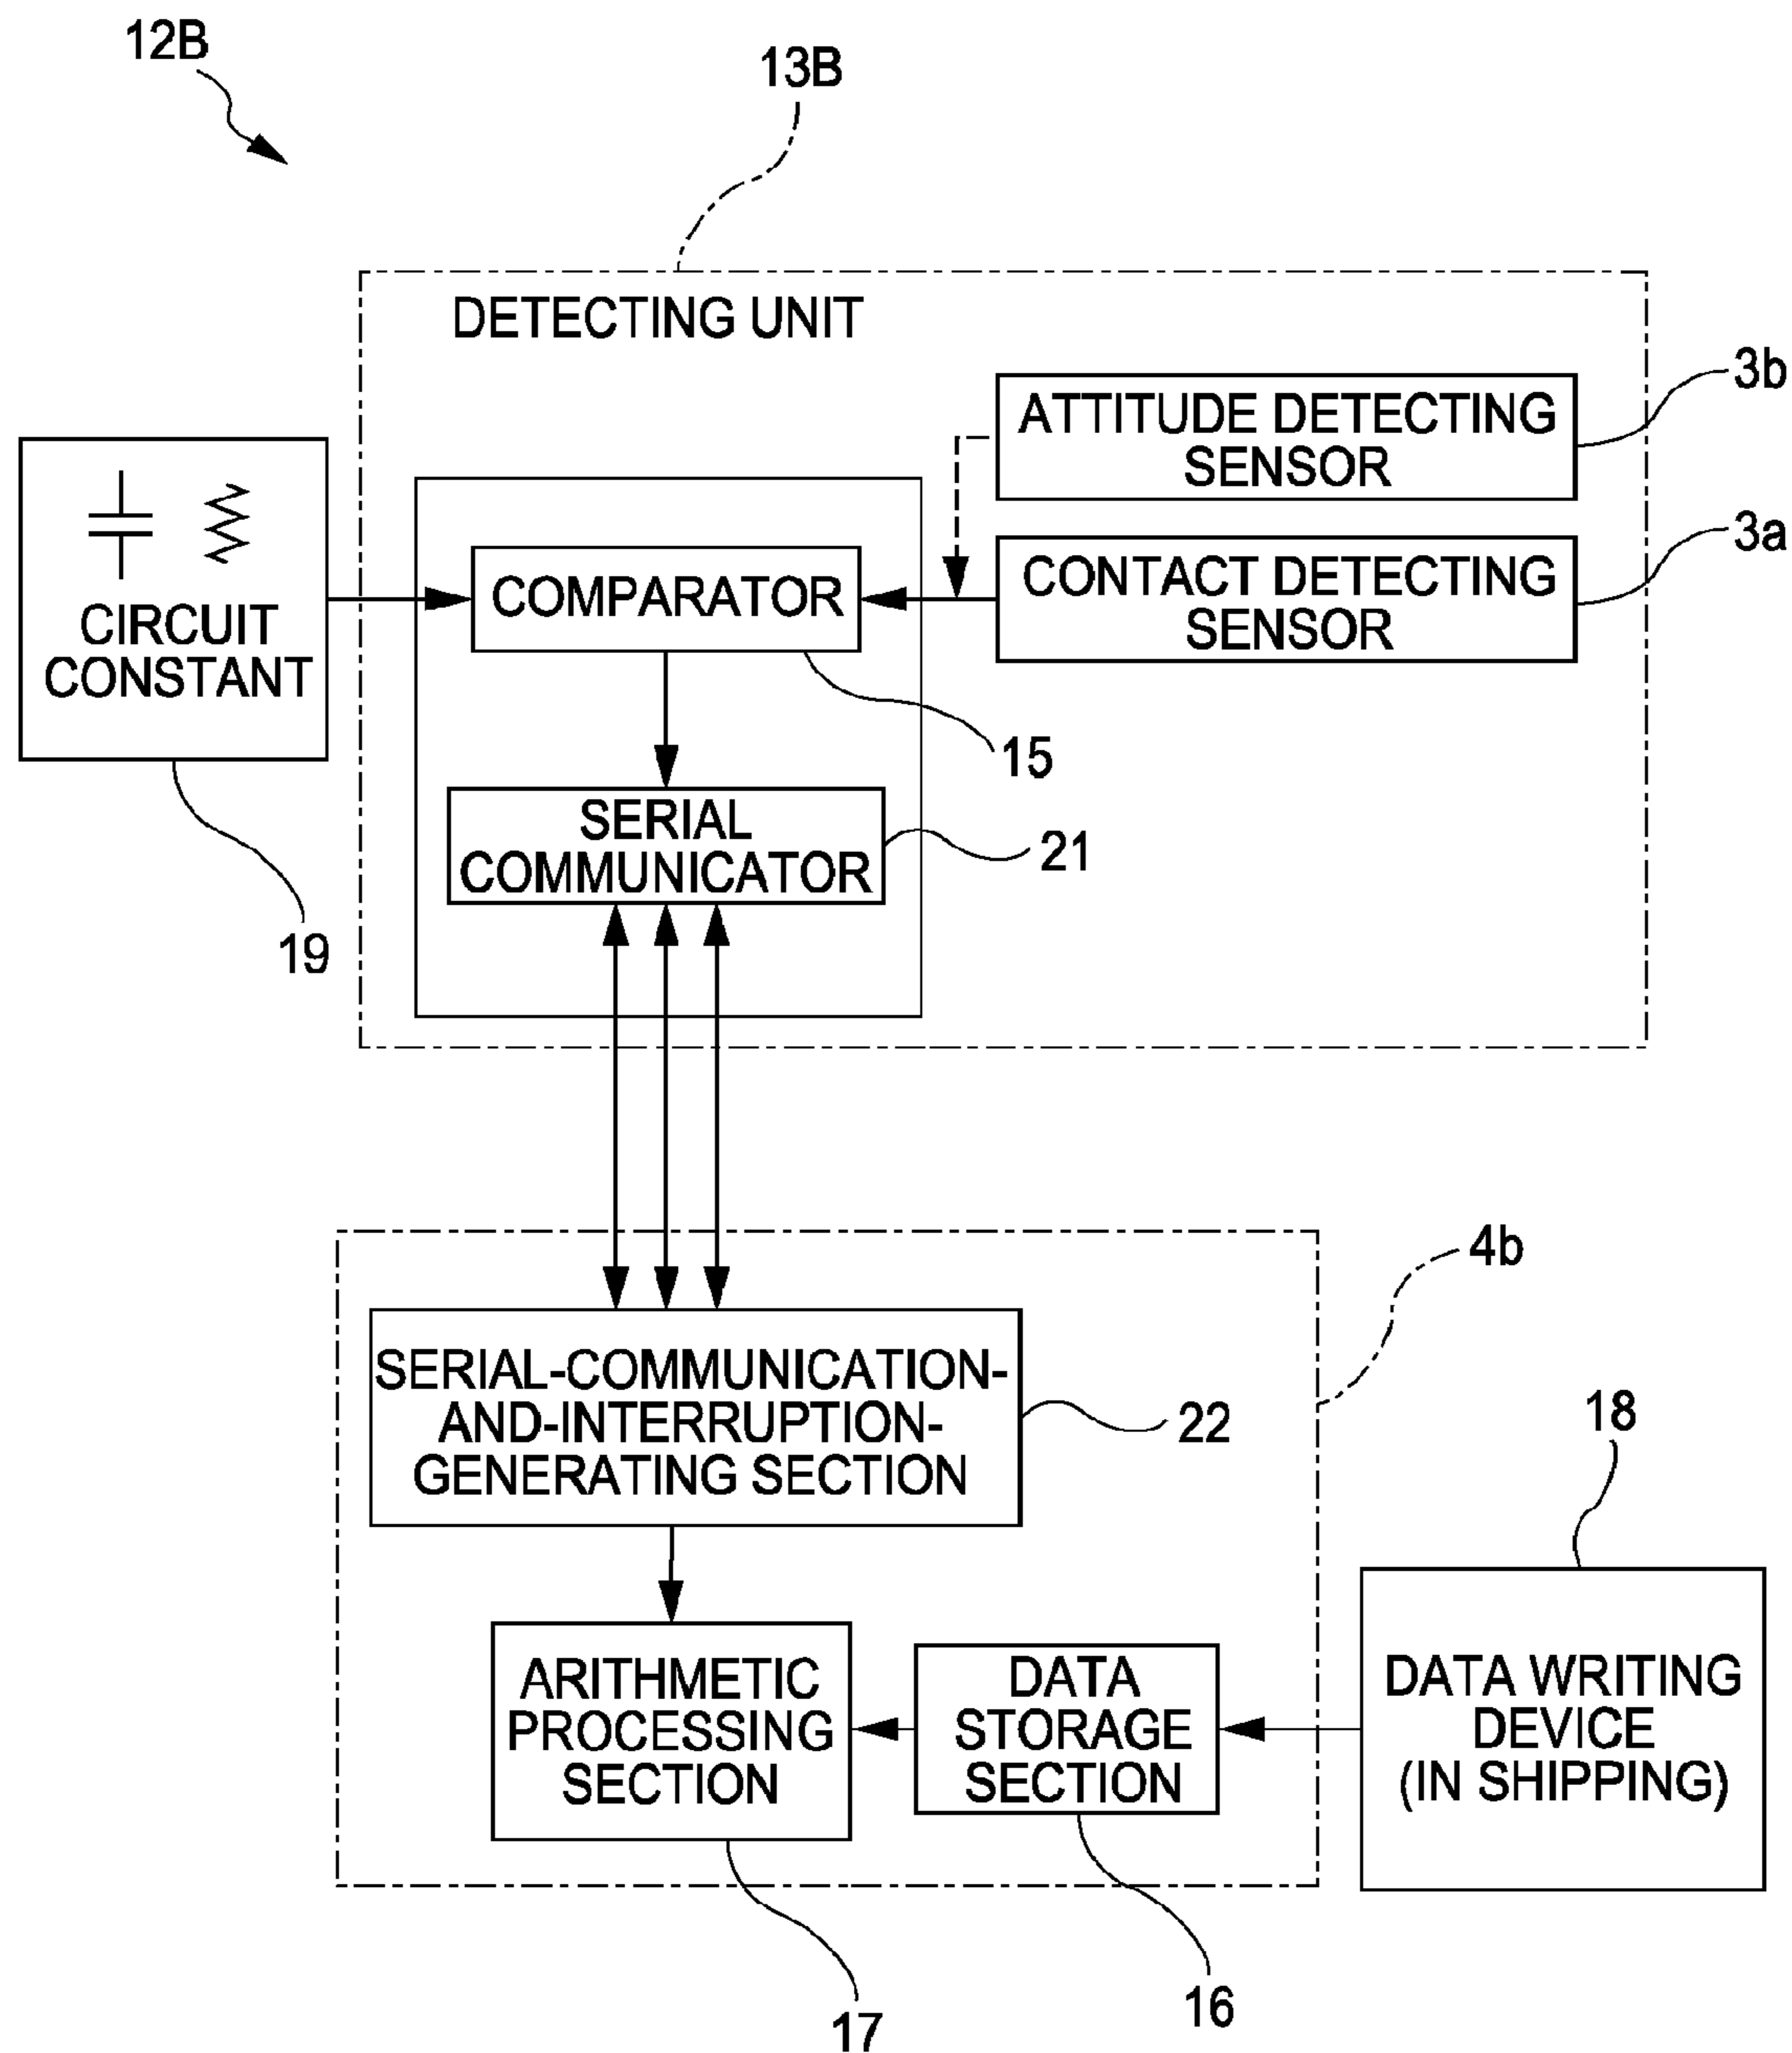 12B
13B
DETECTING UNIT
3b
ATTITUDE DETECTING
SENSOR
3a
CONTACT DETECTING
SENSOR
COMPARATOR
CIRCUIT
CONSTANT
15
SERIAL
COMMUNICATOR
21
19
4b
SERIAL-COMMUNICATION-
AND-INTERRUPTION-
GENERATING SECTION
22
18
ARITHMETIC
PROCESSING
SECTION
DATA
STORAGE
SECTION
DATA WRITING
DEVICE
(IN SHIPPING)
16
17